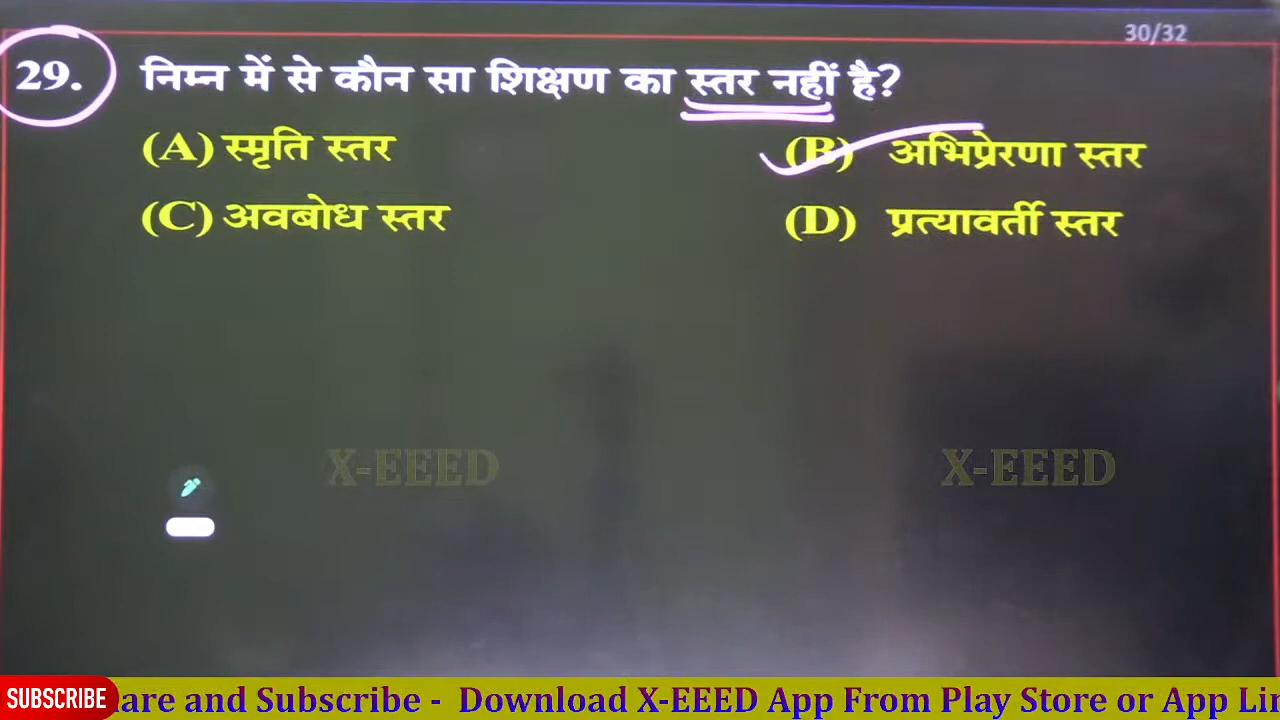 30/32
29. निम्न में से कौन सा शिक्षण का स्तर नहीं है?
(A) स्मृति स्तर (B) अभिप्रेरणा स्तर
(C) अवबोध स्तर (D) प्रत्यावर्ती स्तर
X-EEED X-EEED
SUBSCRIBE are and Subscribe - Download X-EEED App From Play Store or App Lin